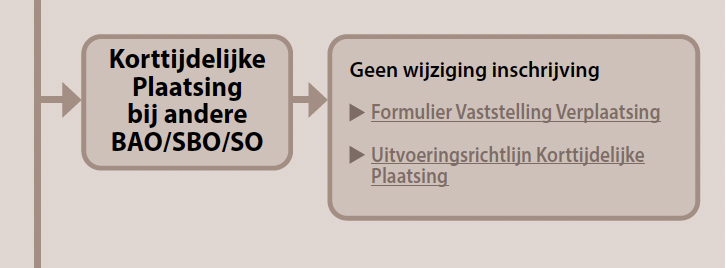 Korttijdelijke
Plaatsing
bij andere
BAO/SBO/SO
Geen wijziging inschrijving
Formulier Vaststelling Verplaatsing
Uitvoeringsrichtlijn Korttijdelijke
Plaatsing